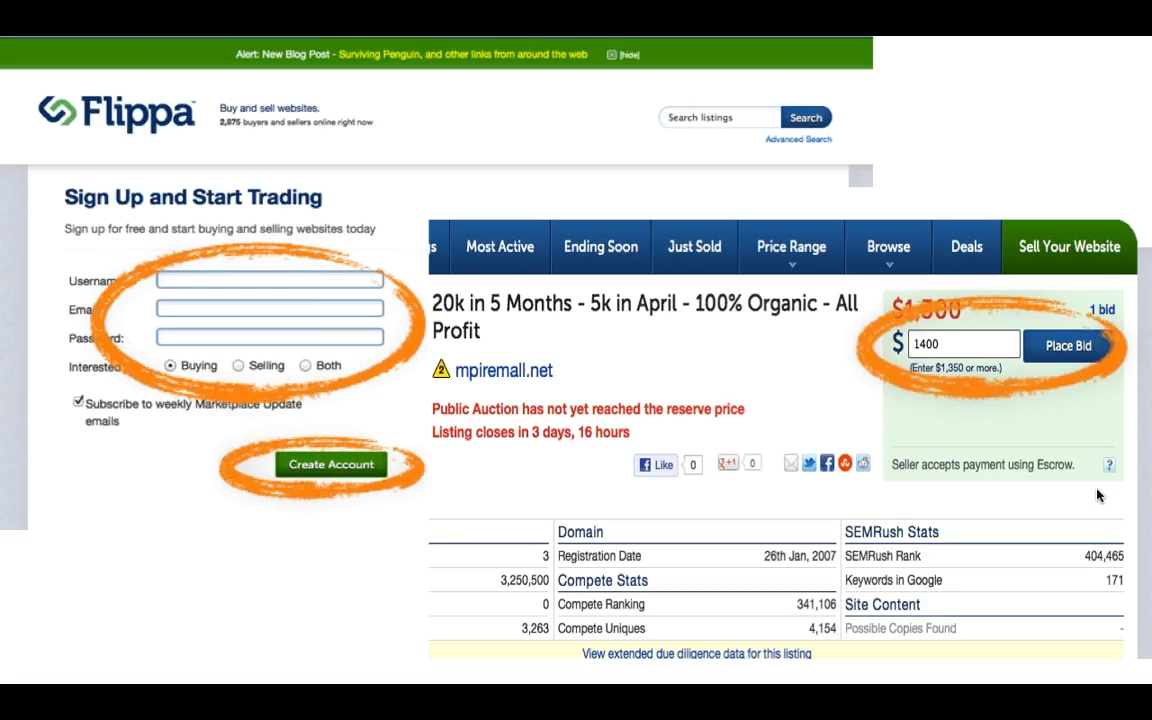 Alert: New Blog Post - Surviving Penguin, and other links from around the web [hide]
Flippa
Buy and sell websites.
2,875 buyers and sellers online right now
Search listings Search
Advanced Search
Sign Up and Start Trading
Sign up for free and start buying and selling websites today
Password:
Interested
Buying Selling Both
Subscribe to weekly Marketplace Update
emails
Create Account
Most Active Ending Soon Just Sold Price Range Browse Deals Sell Your Website
20k in 5 Months - 5k in April - 100% Organic - All
Profit
2 mpiremall.net
Public Auction has not yet reached the reserve price
Listing closes in 3 days, 16 hours
Like 0 +1 0
$1,300 1 bid
$ 1400 Place Bid
(Enter $1,350 or more.)
Seller accepts payment using Escrow. ?
Domain SEMRush Stats
3 Registration Date 26th Jan, 2007 SEMRush Rank 404,465
3,250,500 Compete Stats Keywords in Google 171
0 Compete Ranking 341,106 Site Content
3,263 Compete Uniques 4,154 Possible Copies Found -
View extended due diligence data for this listing